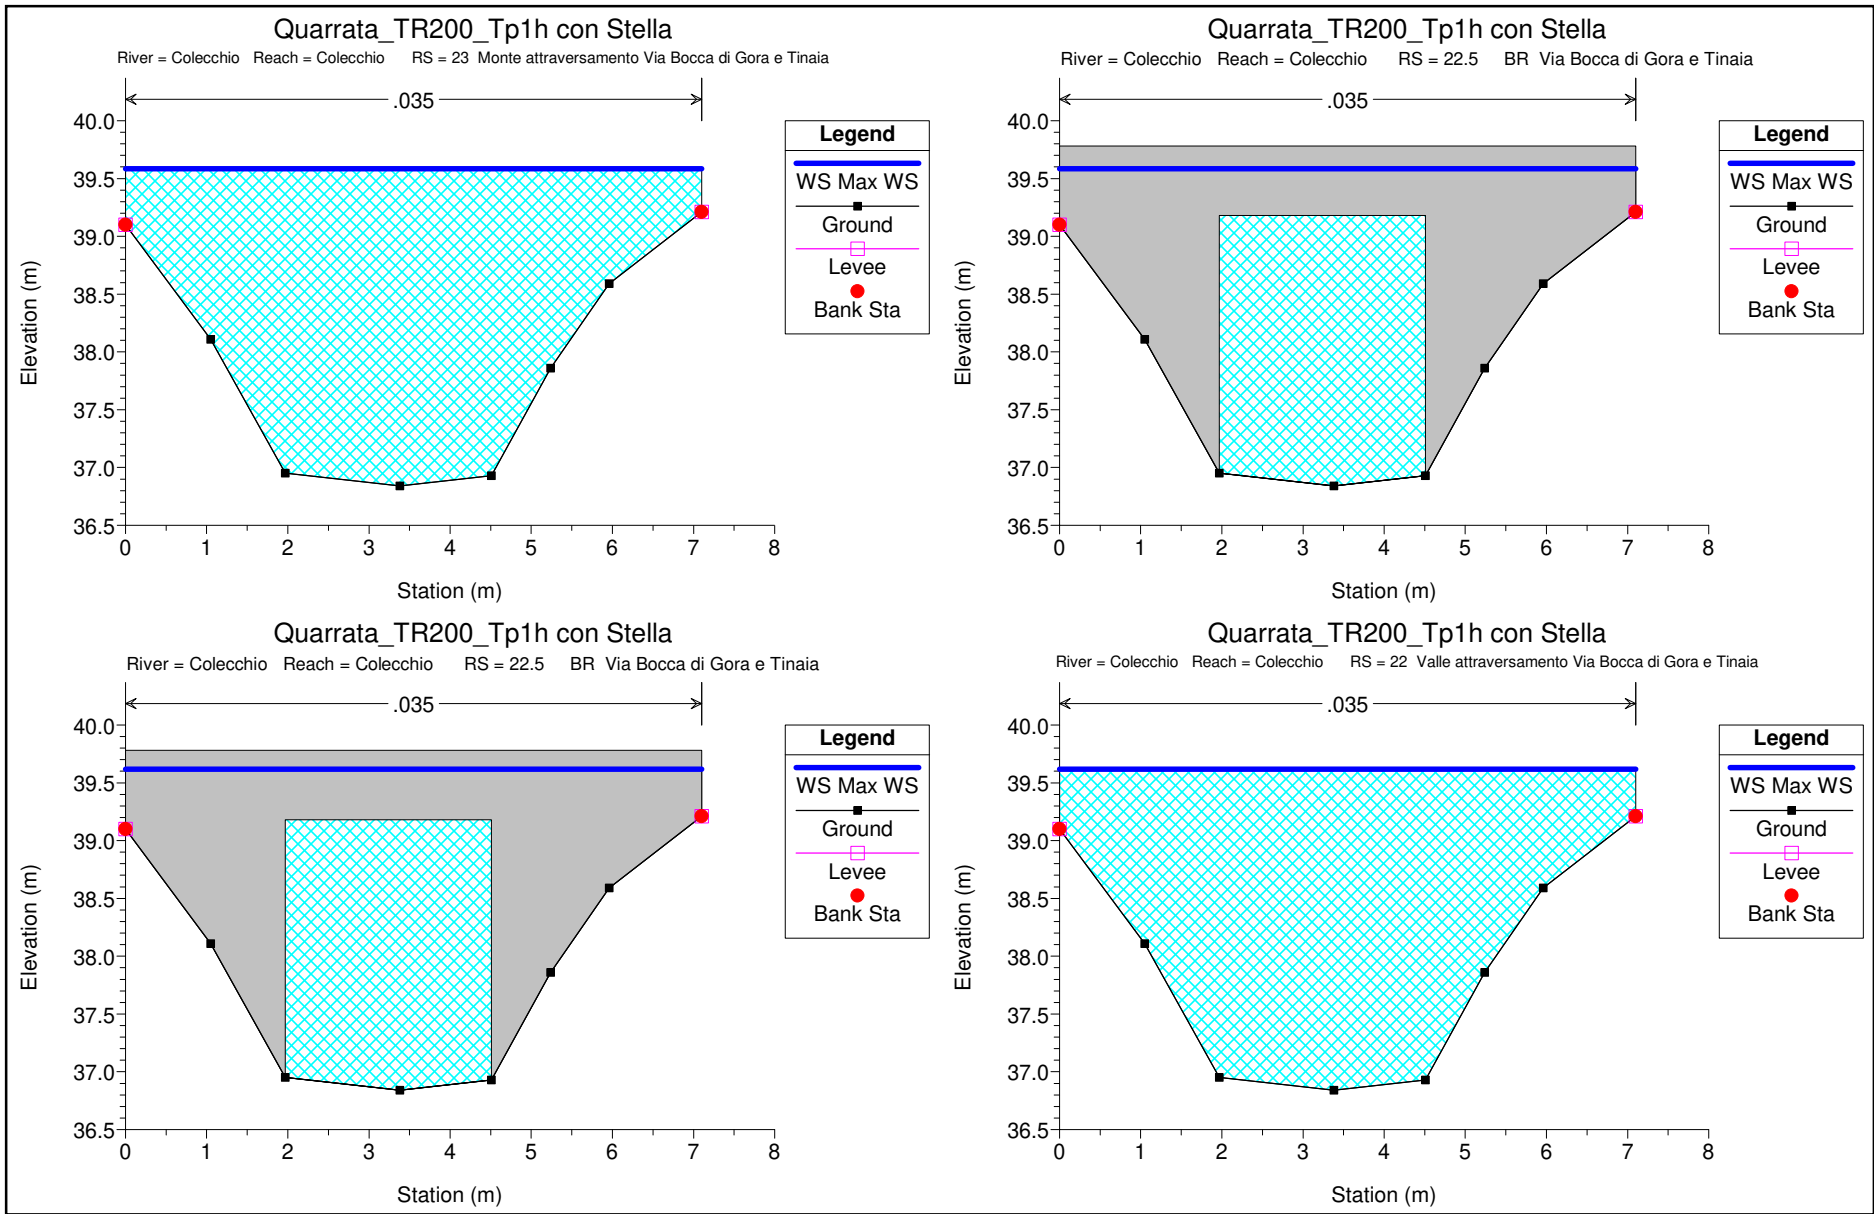 Quarrata_TR200_Tp1h con Stella
River = Colecchio Reach = Colecchio RS = 23 Monte attraversamento Via Bocca di Gora e Tinaia
.035
40.0
39.5
39.0
38.5
38.0
37.5
37.0
36.5
Elevation (m)
0 1 2 3 4 5 6 7 8
Station (m)
Legend
WS Max WS
Ground
Levee
Bank Sta
Quarrata_TR200_Tp1h con Stella
River = Colecchio Reach = Colecchio RS = 22.5 BR Via Bocca di Gora e Tinaia
.035
40.0
39.5
39.0
38.5
38.0
37.5
37.0
36.5
Elevation (m)
0 1 2 3 4 5 6 7 8
Station (m)
Legend
WS Max WS
Ground
Levee
Bank Sta
Quarrata_TR200_Tp1h con Stella
River = Colecchio Reach = Colecchio RS = 22.5 BR Via Bocca di Gora e Tinaia
.035
40.0
39.5
39.0
38.5
38.0
37.5
37.0
36.5
Elevation (m)
0 1 2 3 4 5 6 7 8
Station (m)
Legend
WS Max WS
Ground
Levee
Bank Sta
Quarrata_TR200_Tp1h con Stella
River = Colecchio Reach = Colecchio RS = 22 Valle attraversamento Via Bocca di Gora e Tinaia
.035
40.0
39.5
39.0
38.5
38.0
37.5
37.0
36.5
Elevation (m)
0 1 2 3 4 5 6 7 8
Station (m)
Legend
WS Max WS
Ground
Levee
Bank Sta